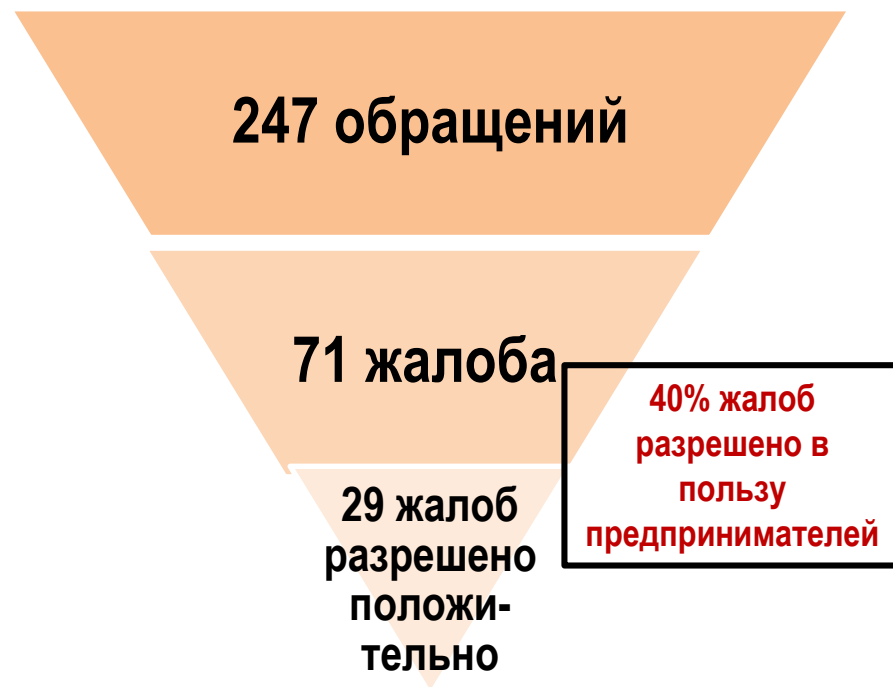 247 обращений
71 жалоба
40% жалоб
разрешено в
пользу
предпринимателей
29 жалоб
разрешено
положи-
тельно